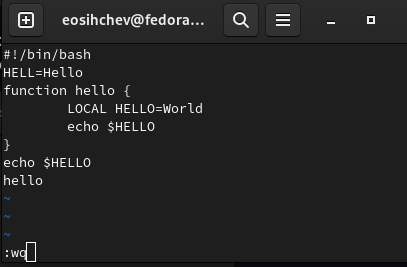 eosihchev@fedora...
#!/bin/bash
HELL=Hello
function hello {
        LOCAL HELLO=World
        echo $HELLO
}
echo $HELLO
hello
~
~
~
:wq